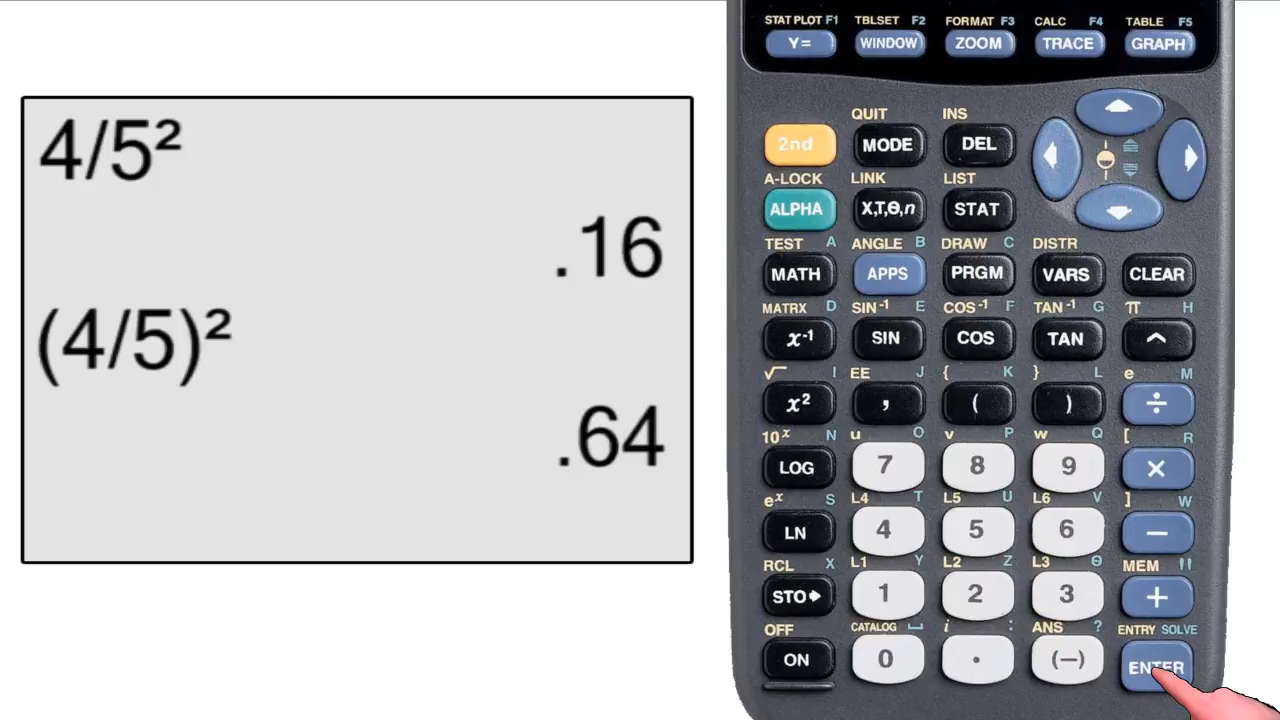 4/5²
.16
(4/5)²
.64
STAT PLOT F1 TBLSET F2 FORMAT F3 CALC F4 TABLE F5
Y= WINDOW ZOOM TRACE GRAPH
QUIT INS
2nd MODE DEL
A-LOCK LINK LIST
ALPHA X,T,Θ,n STAT
TEST A ANGLE B DRAW C DISTR
MATH APPS PRGM VARS CLEAR
MATRX D SIN⁻¹ E COS⁻¹ F TAN⁻¹ G π H
x⁻¹ SIN COS TAN ^
√ I EE J { K } L e M
x² , ( ) ÷
10ˣ N u O v P w Q [ R
LOG 7 8 9 ×
eˣ S L4 T L5 U L6 V ] W
LN 4 5 6 −
RCL X L1 Y L2 Z L3 Θ MEM "
STO▶ 1 2 3 +
OFF CATALOG ⎵ i : ANS ? ENTRY SOLVE
ON 0 . (−) ENTER